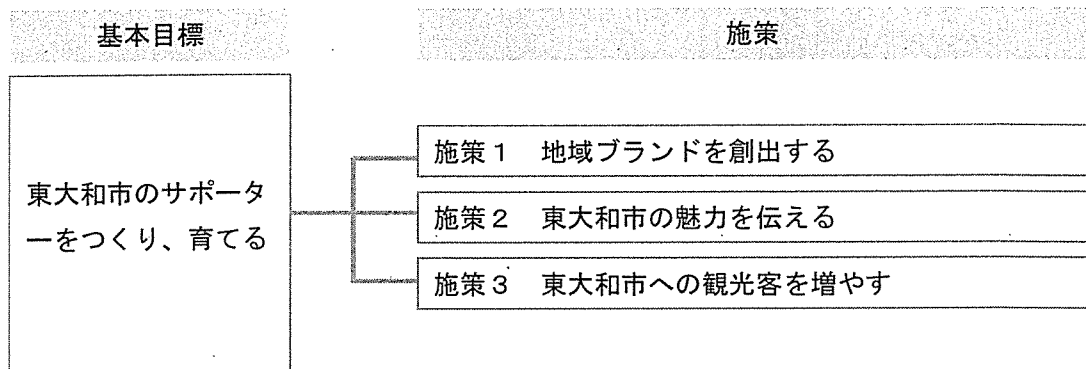 基本目標
施策
東大和市のサポータ
ーをつくり、育てる
施策１　地域ブランドを創出する
施策２　東大和市の魅力を伝える
施策３　東大和市への観光客を増やす